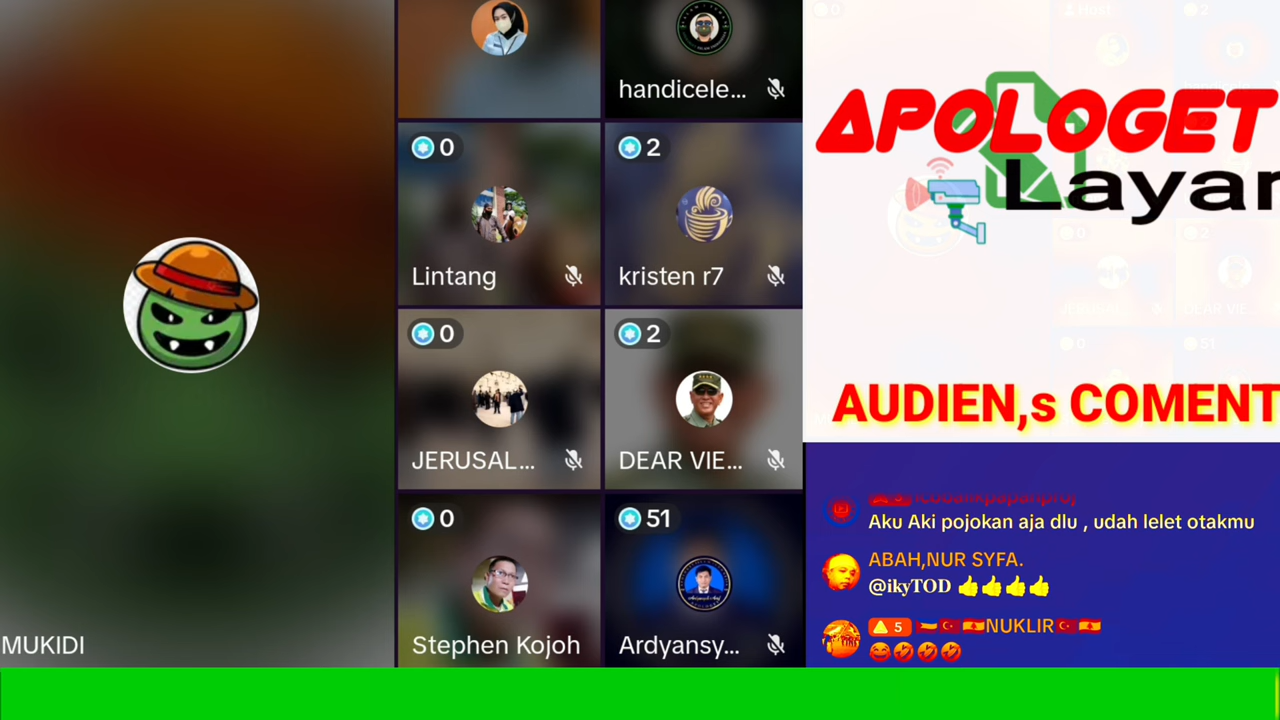 MUKIDI
handicele...
0
Lintang
2
kristen r7
0
JERUSAL...
2
DEAR VIE...
0
Stephen Kojoh
51
Ardyansy...
APOLOGET
Layar
AUDIEN,s COMENT
Aku Aki pojokan aja dlu , udah lelet otakmu
ABAH,NUR SYFA.
@ikyTOD 👍👍👍👍
5 NUKLIR
😂🤣🤣🤣